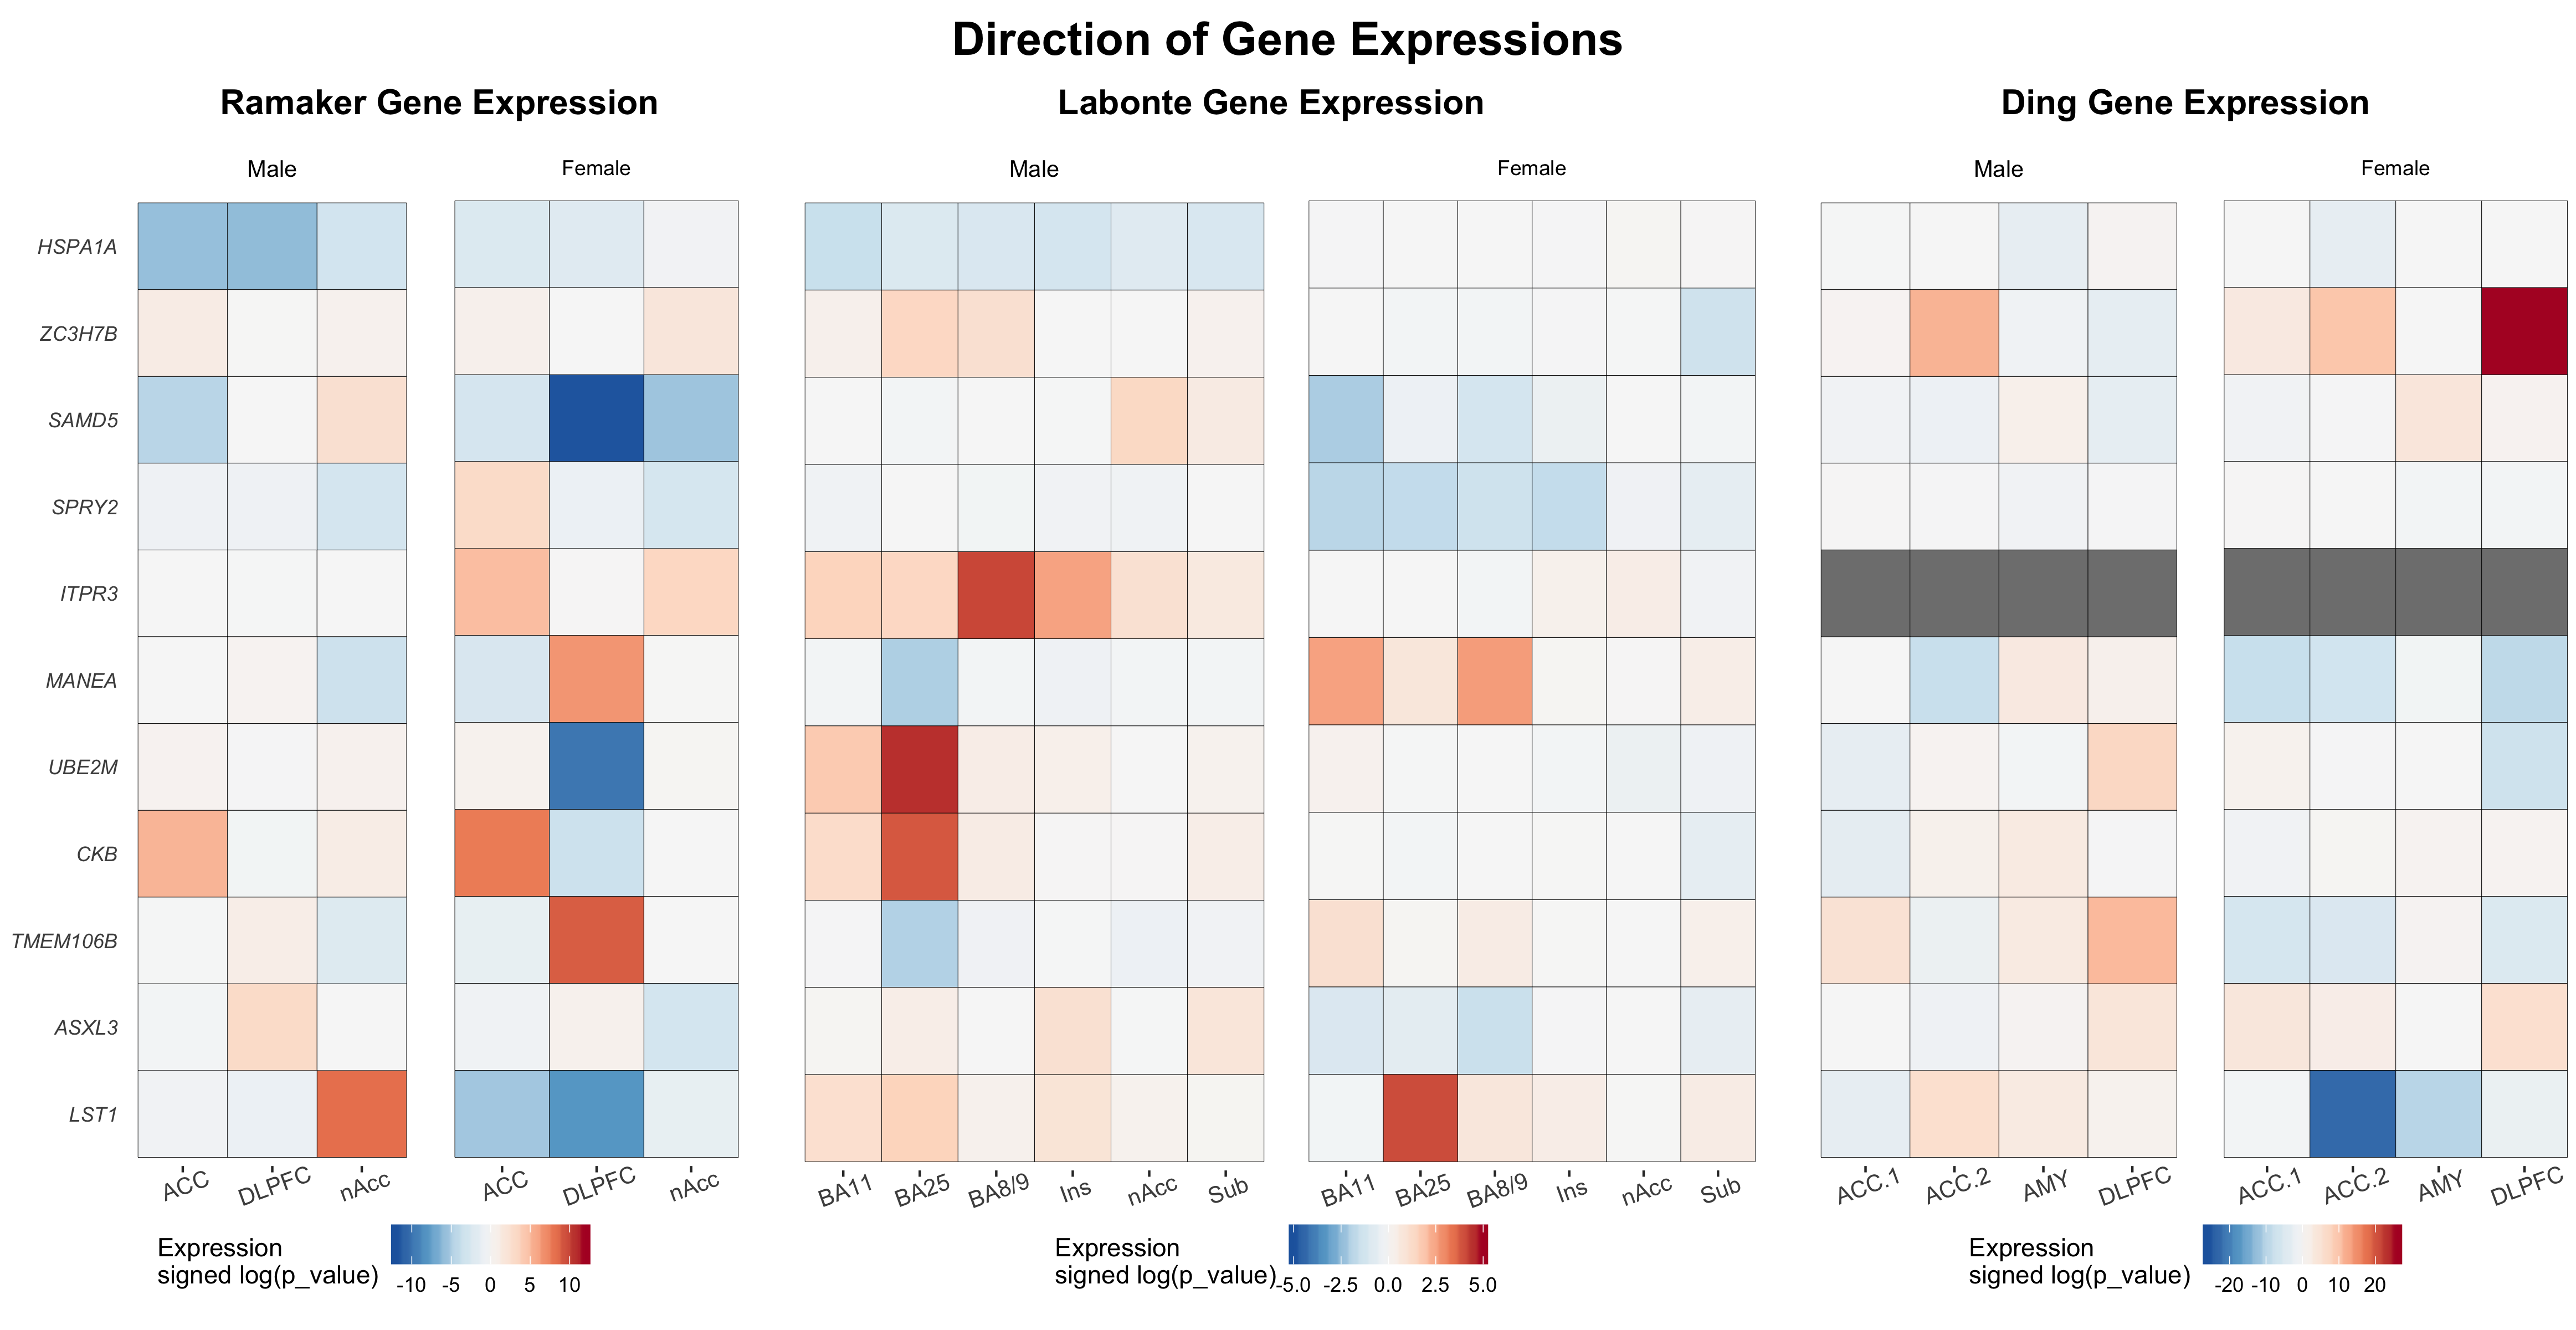 Direction of Gene Expressions
Ramaker Gene Expression
Labonte Gene Expression
Ding Gene Expression
Male
Female
Male
Female
Male
Female
HSPA1A
ZC3H7B
SAMD5
SPRY2
ITPR3
MANEA
UBE2M
CKB
TMEM106B
ASXL3
LST1
ACC DLPFC nAcc
ACC DLPFC nAcc
BA11 BA25 BA8/9 Ins nAcc Sub
BA11 BA25 BA8/9 Ins nAcc Sub
ACC.1 ACC.2 AMY DLPFC
ACC.1 ACC.2 AMY DLPFC
Expression
signed log(p_value)
-10 -5 0 5 10
Expression
signed log(p_value)
-5.0 -2.5 0.0 2.5 5.0
Expression
signed log(p_value)
-20 -10 0 10 20